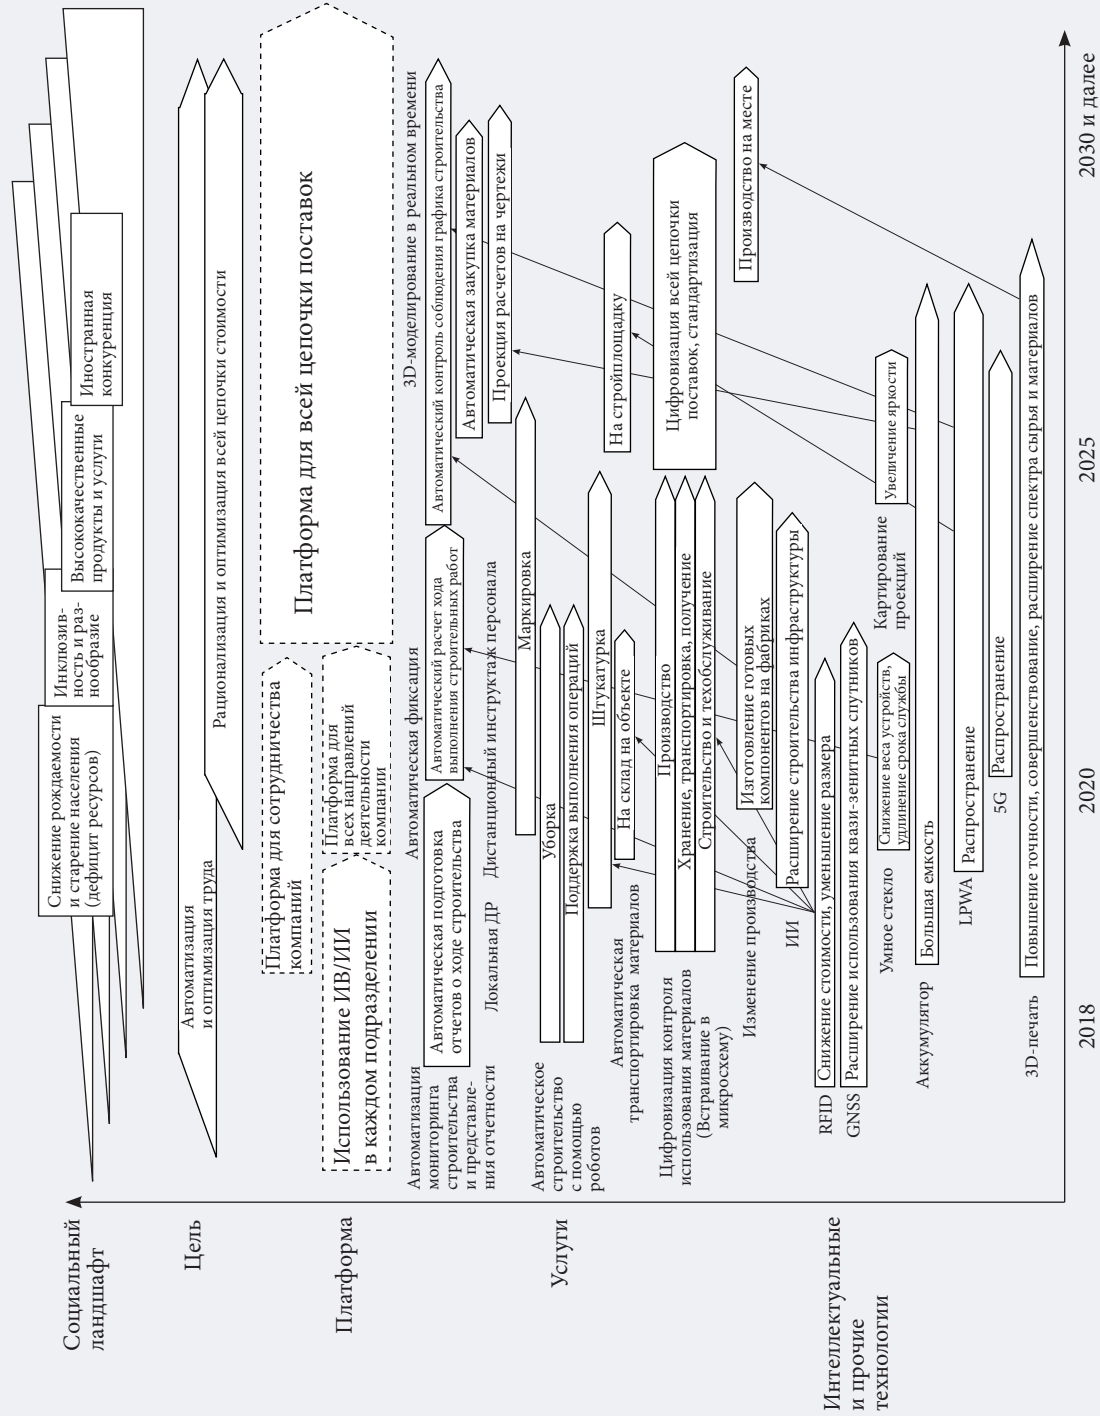 Социальный
ландшафт
Снижение рождаемости
и старение населения
(дефицит ресурсов)
Инклюзив-
ность и раз-
нообразие
Высококачественные
продукты и услуги
Иностранная
конкуренция
Цель
Автоматизация
и оптимизация труда
Рационализация и оптимизация всей цепочки стоимости
Платформа
Платформа для сотрудничества
компаний
Использование ИВ/ИИ
в каждом подразделении
Платформа для
всех направлений
деятельности
компании
Платформа для всей цепочки поставок
Услуги
Автоматизация
мониторинга
строительства
и представле-
ния отчетности
Автоматическая фиксация
3D-моделирование в реальном времени
Автоматическая подготовка
отчетов о ходе строительства
Автоматический расчет хода
выполнения строительных работ
Автоматический контроль соблюдения графика строительства
Автоматическая закупка материалов
Локальная ДР
Дистанционный инструктаж персонала
Проекция расчетов на чертежи
Автоматическое
строительство
с помощью
роботов
Маркировка
Уборка
Поддержка выполнения операций
Штукатурка
Автоматическая
транспортировка материалов
На склад на объекте
На стройплощадку
Цифровизация контроля
использования материалов
(Встраивание в
микросхему)
Производство
Хранение, транспортировка, получение
Строительство и техобслуживание
Цифровизация всей цепочки
поставок, стандартизация
Изменение производства
Изготовление готовых
компонентов на фабриках
Производство на месте
Интеллектуальные
и прочие
технологии
ИИ
Расширение строительства инфраструктуры
RFID
Снижение стоимости, уменьшение размера
GNSS
Расширение использования квази-зенитных спутников
Умное стекло
Снижение веса устройств,
удлинение срока службы
Картирование
проекций
Увеличение яркости
Аккумулятор
Большая емкость
LPWA
Распространение
5G
Распространение
3D-печать
Повышение точности, совершенствование, расширение спектра сырья и материалов
2018
2020
2025
2030 и далее